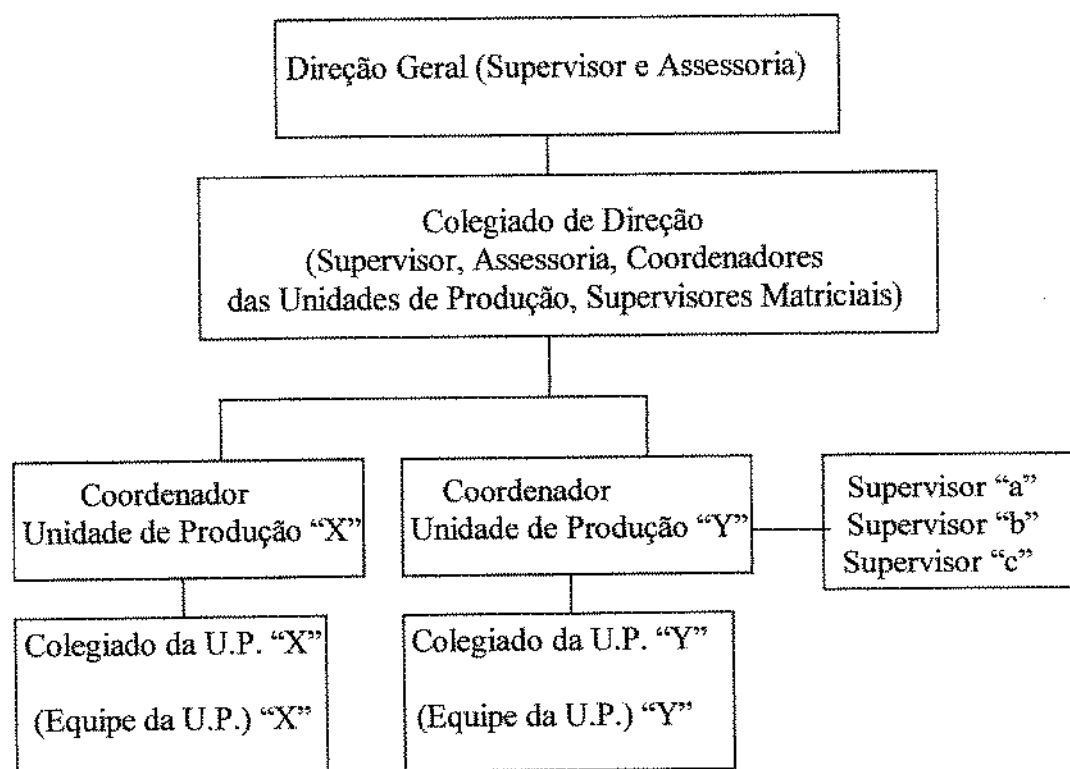 Direção Geral (Supervisor e Assessoria)
Colegiado de Direção
(Supervisor, Assessoria, Coordenadores
das Unidades de Produção, Supervisores Matriciais)
Coordenador
Unidade de Produção “X”
Coordenador
Unidade de Produção “Y”
Supervisor “a”
Supervisor “b”
Supervisor “c”
Colegiado da U.P. “X”
(Equipe da U.P.) “X”
Colegiado da U.P. “Y”
(Equipe da U.P.) “Y”